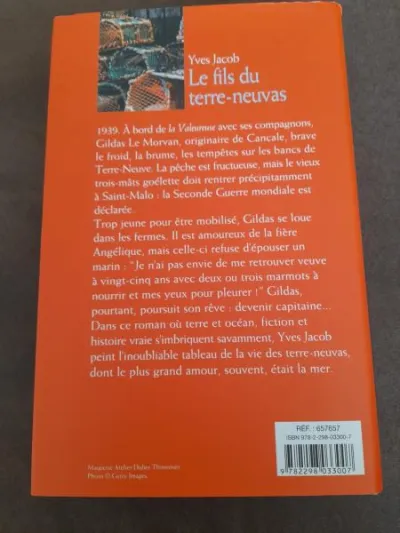 Yves Jacob
Le fils du
terre-neuvas
1939. À bord de la Valnumur avec ses compagnons,
Gildas Le Morvan, originaire de Cancale, brave
le froid, la brume, les tempêtes sur les bancs de
Terre-Neuve. La pêche est fructueuse, mais le vieux
trois-mâts goélette doit rentrer précipitamment
à Saint-Malo : la Seconde Guerre mondiale est
déclarée.
Trop jeune pour être mobilisé, Gildas se loue
dans les fermes. Il est amoureux de la fière
Angélique, mais celle-ci refuse d'épouser un
marin : "Je n'ai pas envie de me retrouver veuve
à vingt-cinq ans avec deux ou trois marmots à
nourrir et mes yeux pour pleurer !" Gildas,
pourtant, poursuit son rêve : devenir capitaine...
Dans ce roman où terre et océan, fiction et
histoire vraie s'imbriquent savamment, Yves Jacob
peint l'inoubliable tableau de la vie des terre-neuvas,
dont le plus grand amour, souvent, était la mer.
RÉF. : 657657
ISBN 978-2-298-03300-7
9 782298 033007
Maquette Atelier Didier Thimonier
Photo © Getty Images.